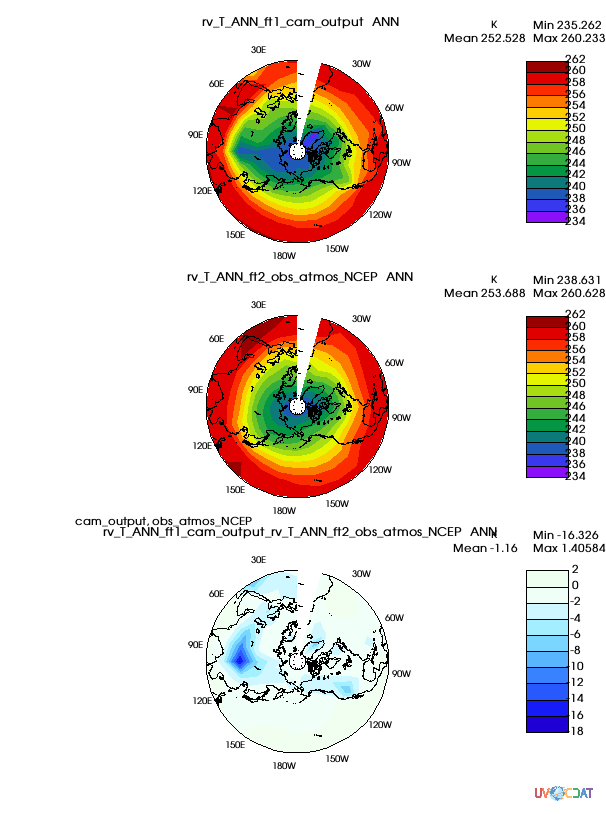 rv_T_ANN_ft1_cam_output ANN
K Min 235.262
Mean 252.528 Max 260.233
30E 30W
60E 60W
90E 90W
120E 120W
150E 150W
180W
262
260
258
256
254
252
250
248
246
244
242
240
238
236
234
rv_T_ANN_ft2_obs_atmos_NCEP ANN
K Min 238.631
Mean 253.688 Max 260.628
30E 30W
60E 60W
90E 90W
120E 120W
150E 150W
180W
262
260
258
256
254
252
250
248
246
244
242
240
238
236
234
cam_output, obs_atmos_NCEP
rv_T_ANN_ft1_cam_output_rv_T_ANN_ft2_obs_atmos_NCEP ANN
K Min -16.326
Mean -1.16 Max 1.40584
30E 30W
60E 60W
90E 90W
120E 120W
150E 150W
180W
2
0
-2
-4
-6
-8
-10
-12
-14
-16
-18
UV CDAT